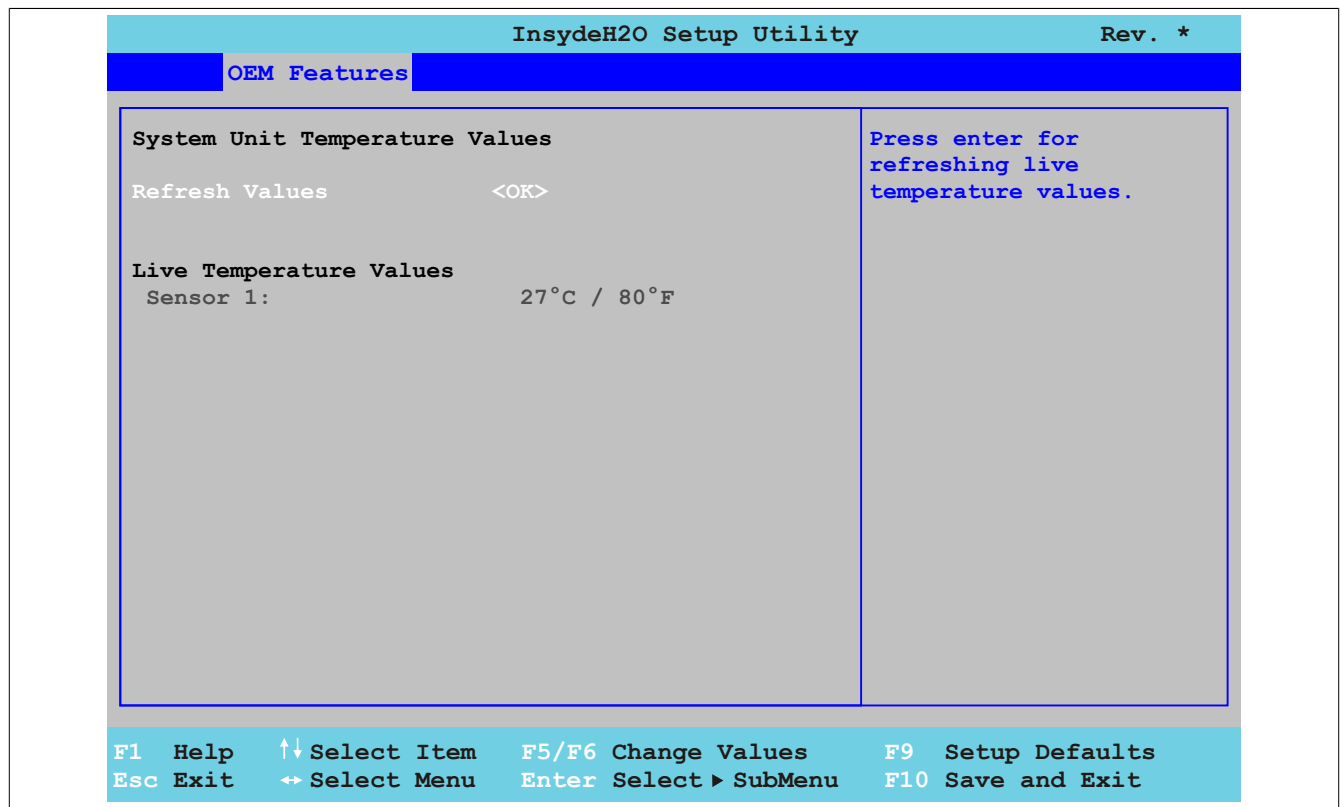 InsydeH2O Setup Utility Rev. *
OEM Features
System Unit Temperature Values
Refresh Values <OK>
Live Temperature Values
Sensor 1: 27°C / 80°F
Press enter for
refreshing live
temperature values.
F1 Help ↑↓ Select Item F5/F6 Change Values F9 Setup Defaults
Esc Exit ↔ Select Menu Enter Select ▶ SubMenu F10 Save and Exit